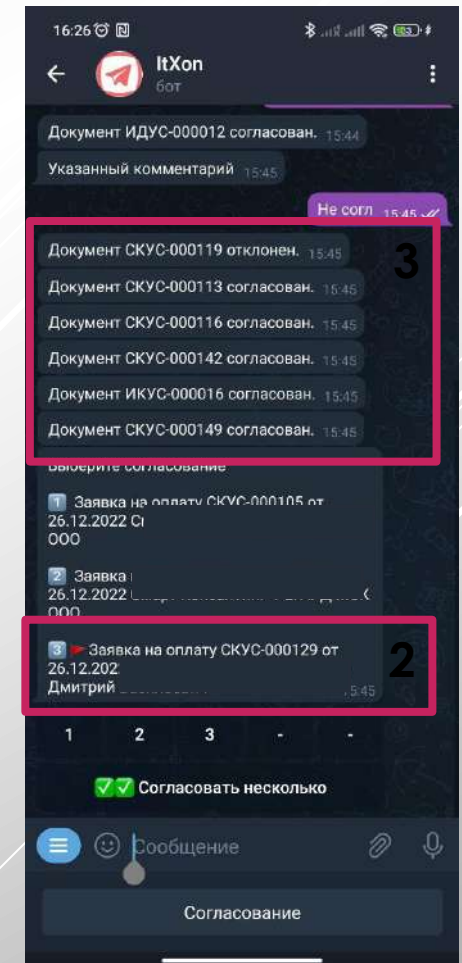 16:26
ItXon
бот
Документ ИДУС-000012 согласован. 15:44
Указанный комментарий 15:45
Не согл 15:45
3
Документ СКУС-000119 отклонен. 15:45
Документ СКУС-000113 согласован. 15:45
Документ СКУС-000116 согласован. 15:45
Документ СКУС-000142 согласован. 15:45
Документ ИКУС-000016 согласован. 15:45
Документ СКУС-000149 согласован. 15:45
Выберите согласование
1 Заявка на оплату СКУС-000105 от
26.12.2022
ООО
2 Заявка
26.12.2022
ООО
3 Заявка на оплату СКУС-000129 от
26.12.202
2
Дмитрий 15:45
1 2 3 - -
Согласовать несколько
Сообщение
Согласование